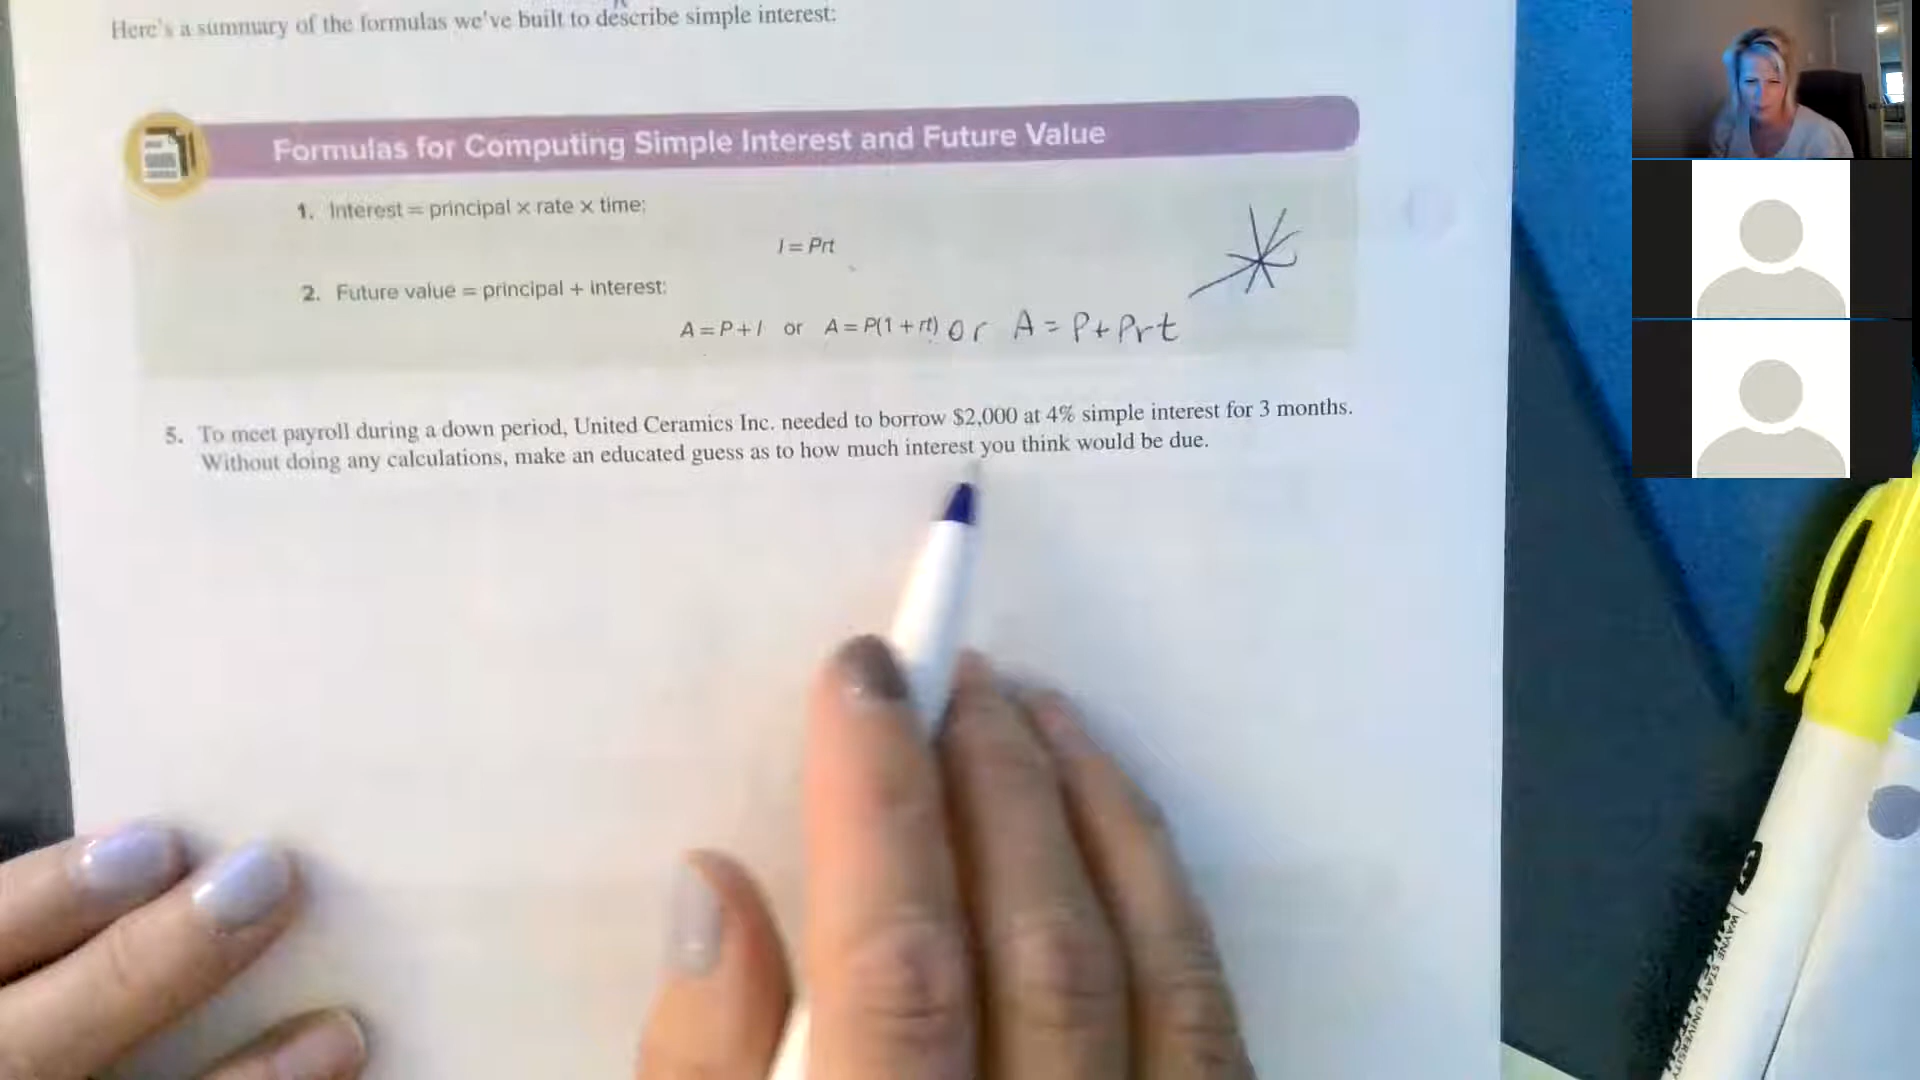 Here's a summary of the formulas we've built to describe simple interest:
Formulas for Computing Simple Interest and Future Value
1. Interest = principal × rate × time:
I = Prt
2. Future value = principal + interest:
A = P + I or A = P(1 + rt) or A = P + Prt
5. To meet payroll during a down period, United Ceramics Inc. needed to borrow $2,000 at 4% simple interest for 3 months.
Without doing any calculations, make an educated guess as to how much interest you think would be due.
WAYNE STATE UNIVERSITY